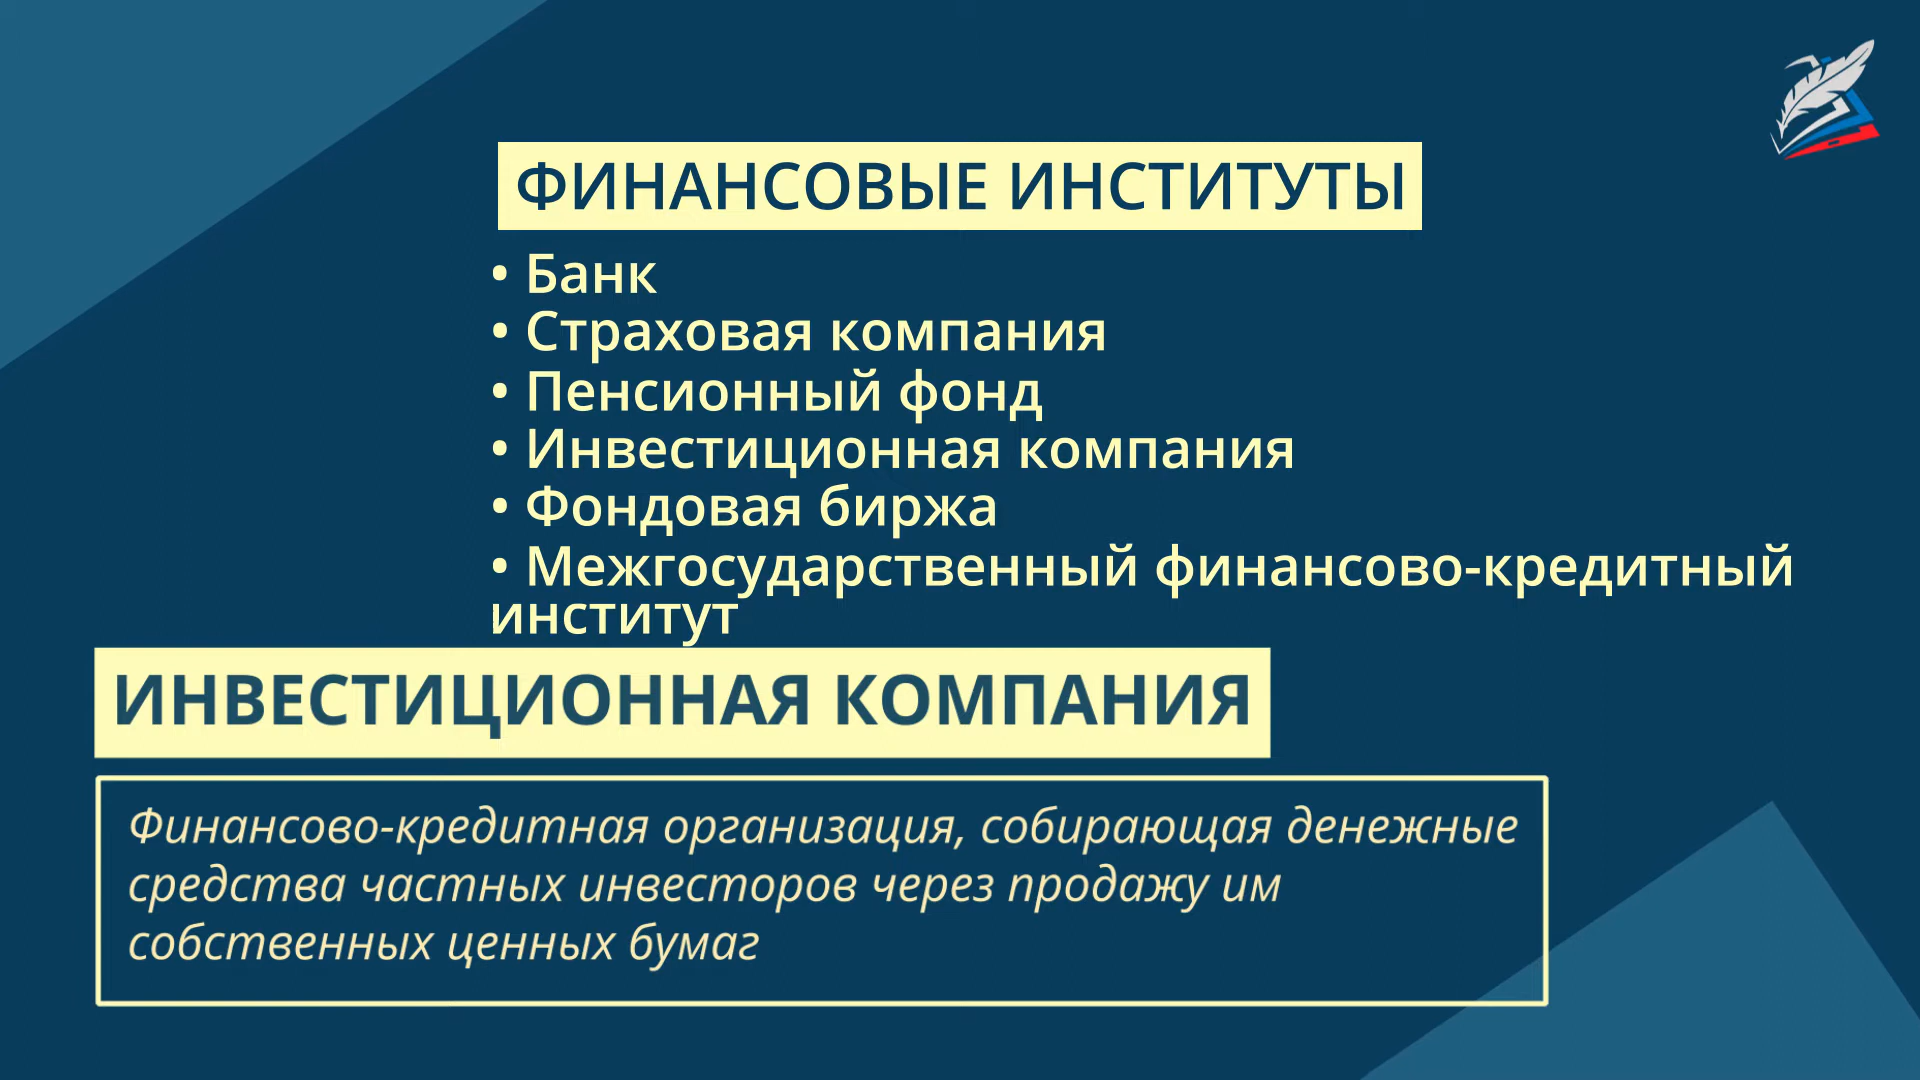 ФИНАНСОВЫЕ ИНСТИТУТЫ
• Банк
• Страховая компания
• Пенсионный фонд
• Инвестиционная компания
• Фондовая биржа
• Межгосударственный финансово-кредитный
институт
ИНВЕСТИЦИОННАЯ КОМПАНИЯ
Финансово-кредитная организация, собирающая денежные
средства частных инвесторов через продажу им
собственных ценных бумаг